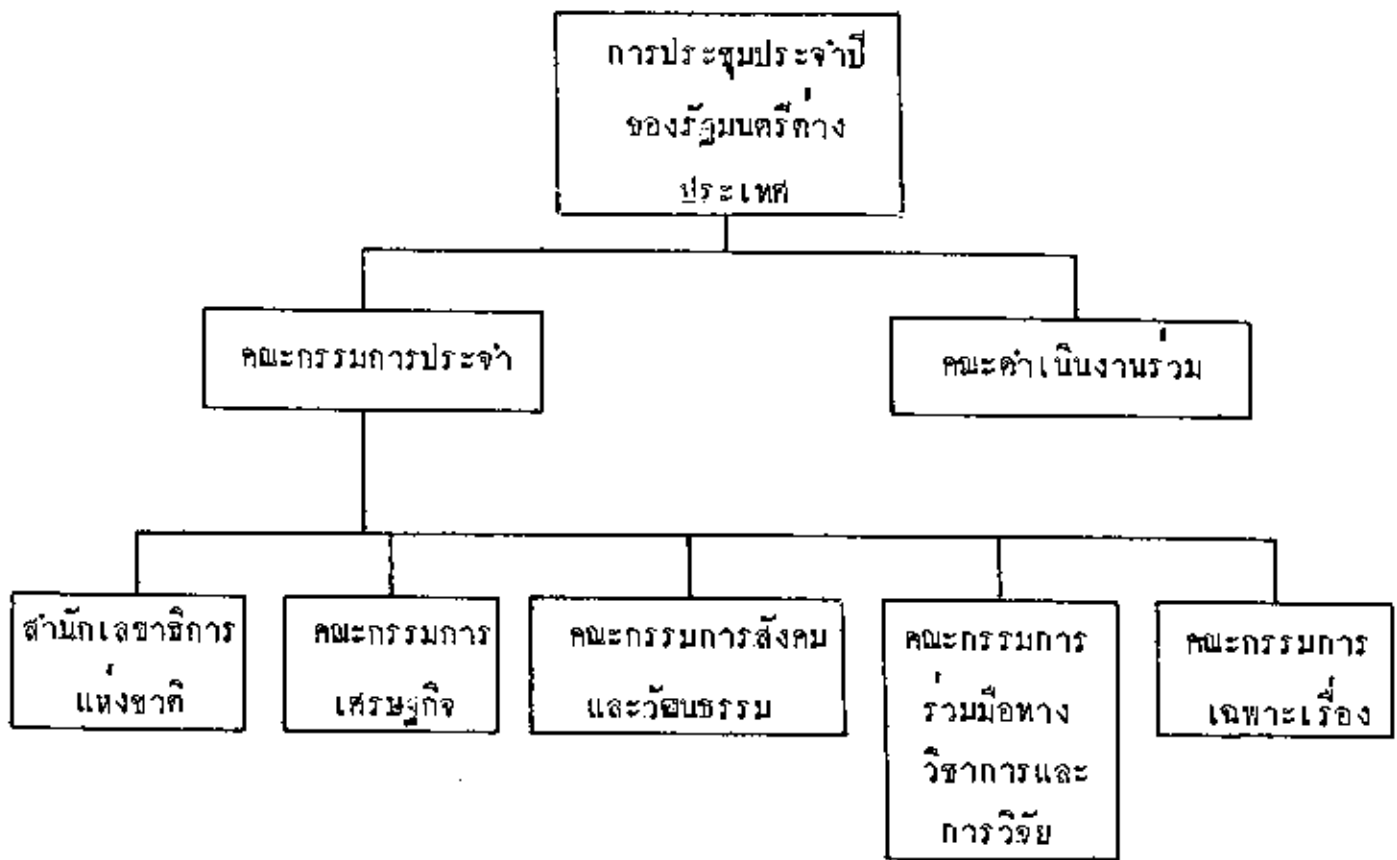 การประชุมประจำปี
ของรัฐมนตรีต่าง
ประเทศ
คณะกรรมการประจำ
คณะดำเนินงานร่วม
สำนักเลขาธิการ
แห่งชาติ
คณะกรรมการ
เศรษฐกิจ
คณะกรรมการสังคม
และวัฒนธรรม
คณะกรรมการ
ร่วมมือทาง
วิชาการและ
การวิจัย
คณะกรรมการ
เฉพาะเรื่อง